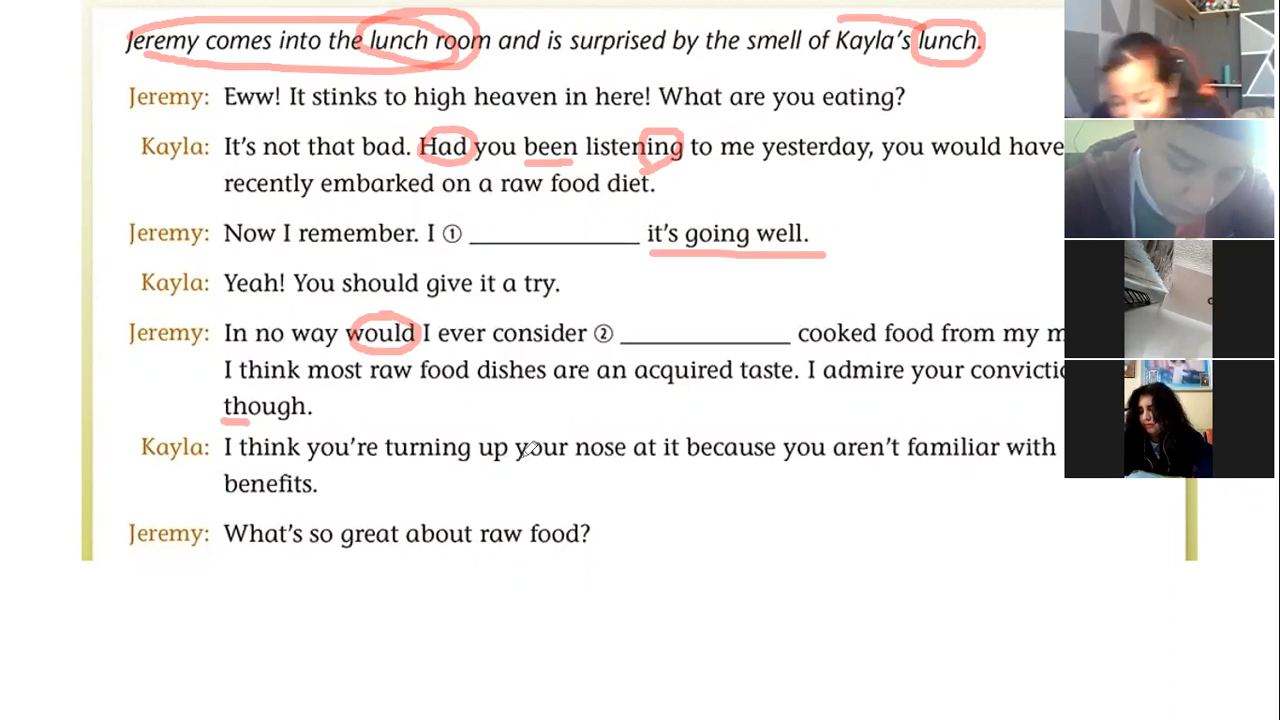 Jeremy comes into the lunch room and is surprised by the smell of Kayla's lunch.
Jeremy: Eww! It stinks to high heaven in here! What are you eating?
Kayla: It's not that bad. Had you been listening to me yesterday, you would have
recently embarked on a raw food diet.
Jeremy: Now I remember. I ① ____________ it's going well.
Kayla: Yeah! You should give it a try.
Jeremy: In no way would I ever consider ② ____________ cooked food from my
I think most raw food dishes are an acquired taste. I admire your
though.
Kayla: I think you're turning up your nose at it because you aren't familiar with
benefits.
Jeremy: What's so great about raw food?